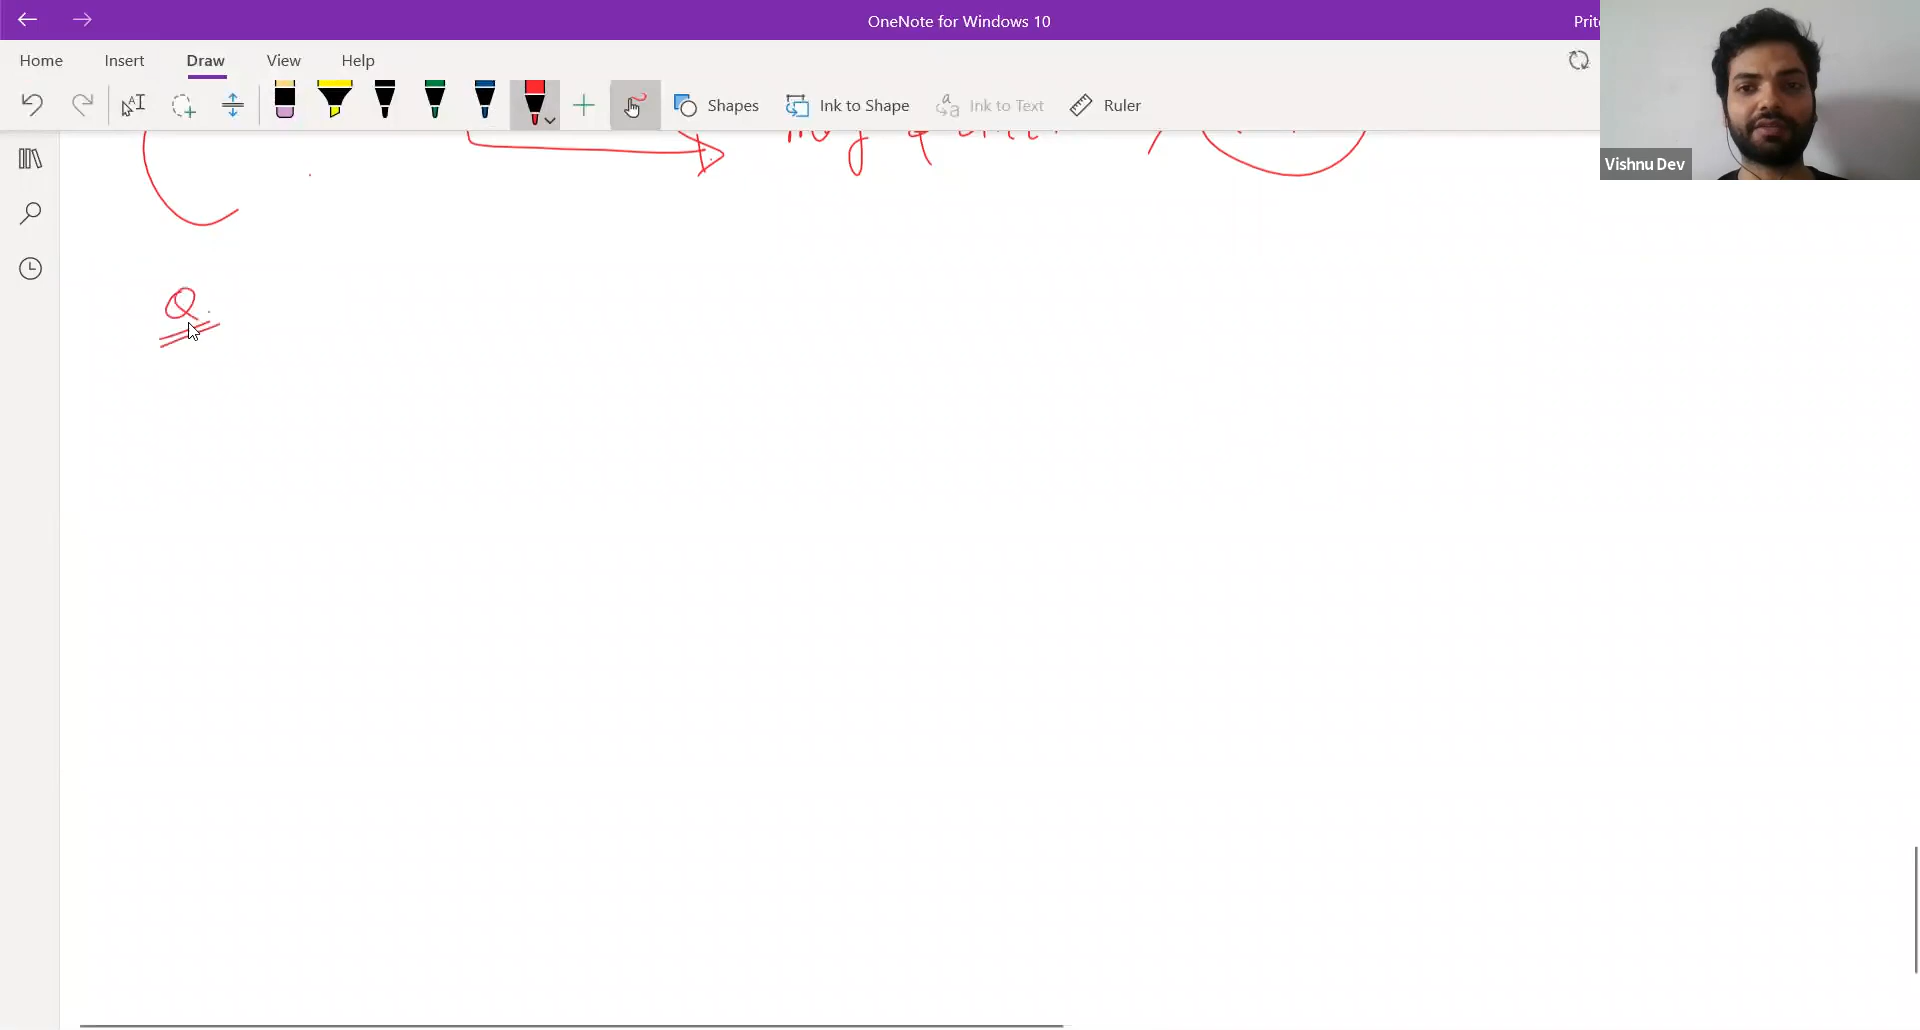 OneNote for Windows 10
Home Insert Draw View Help
Shapes Ink to Shape Ink to Text Ruler
Vishnu Dev
Q.